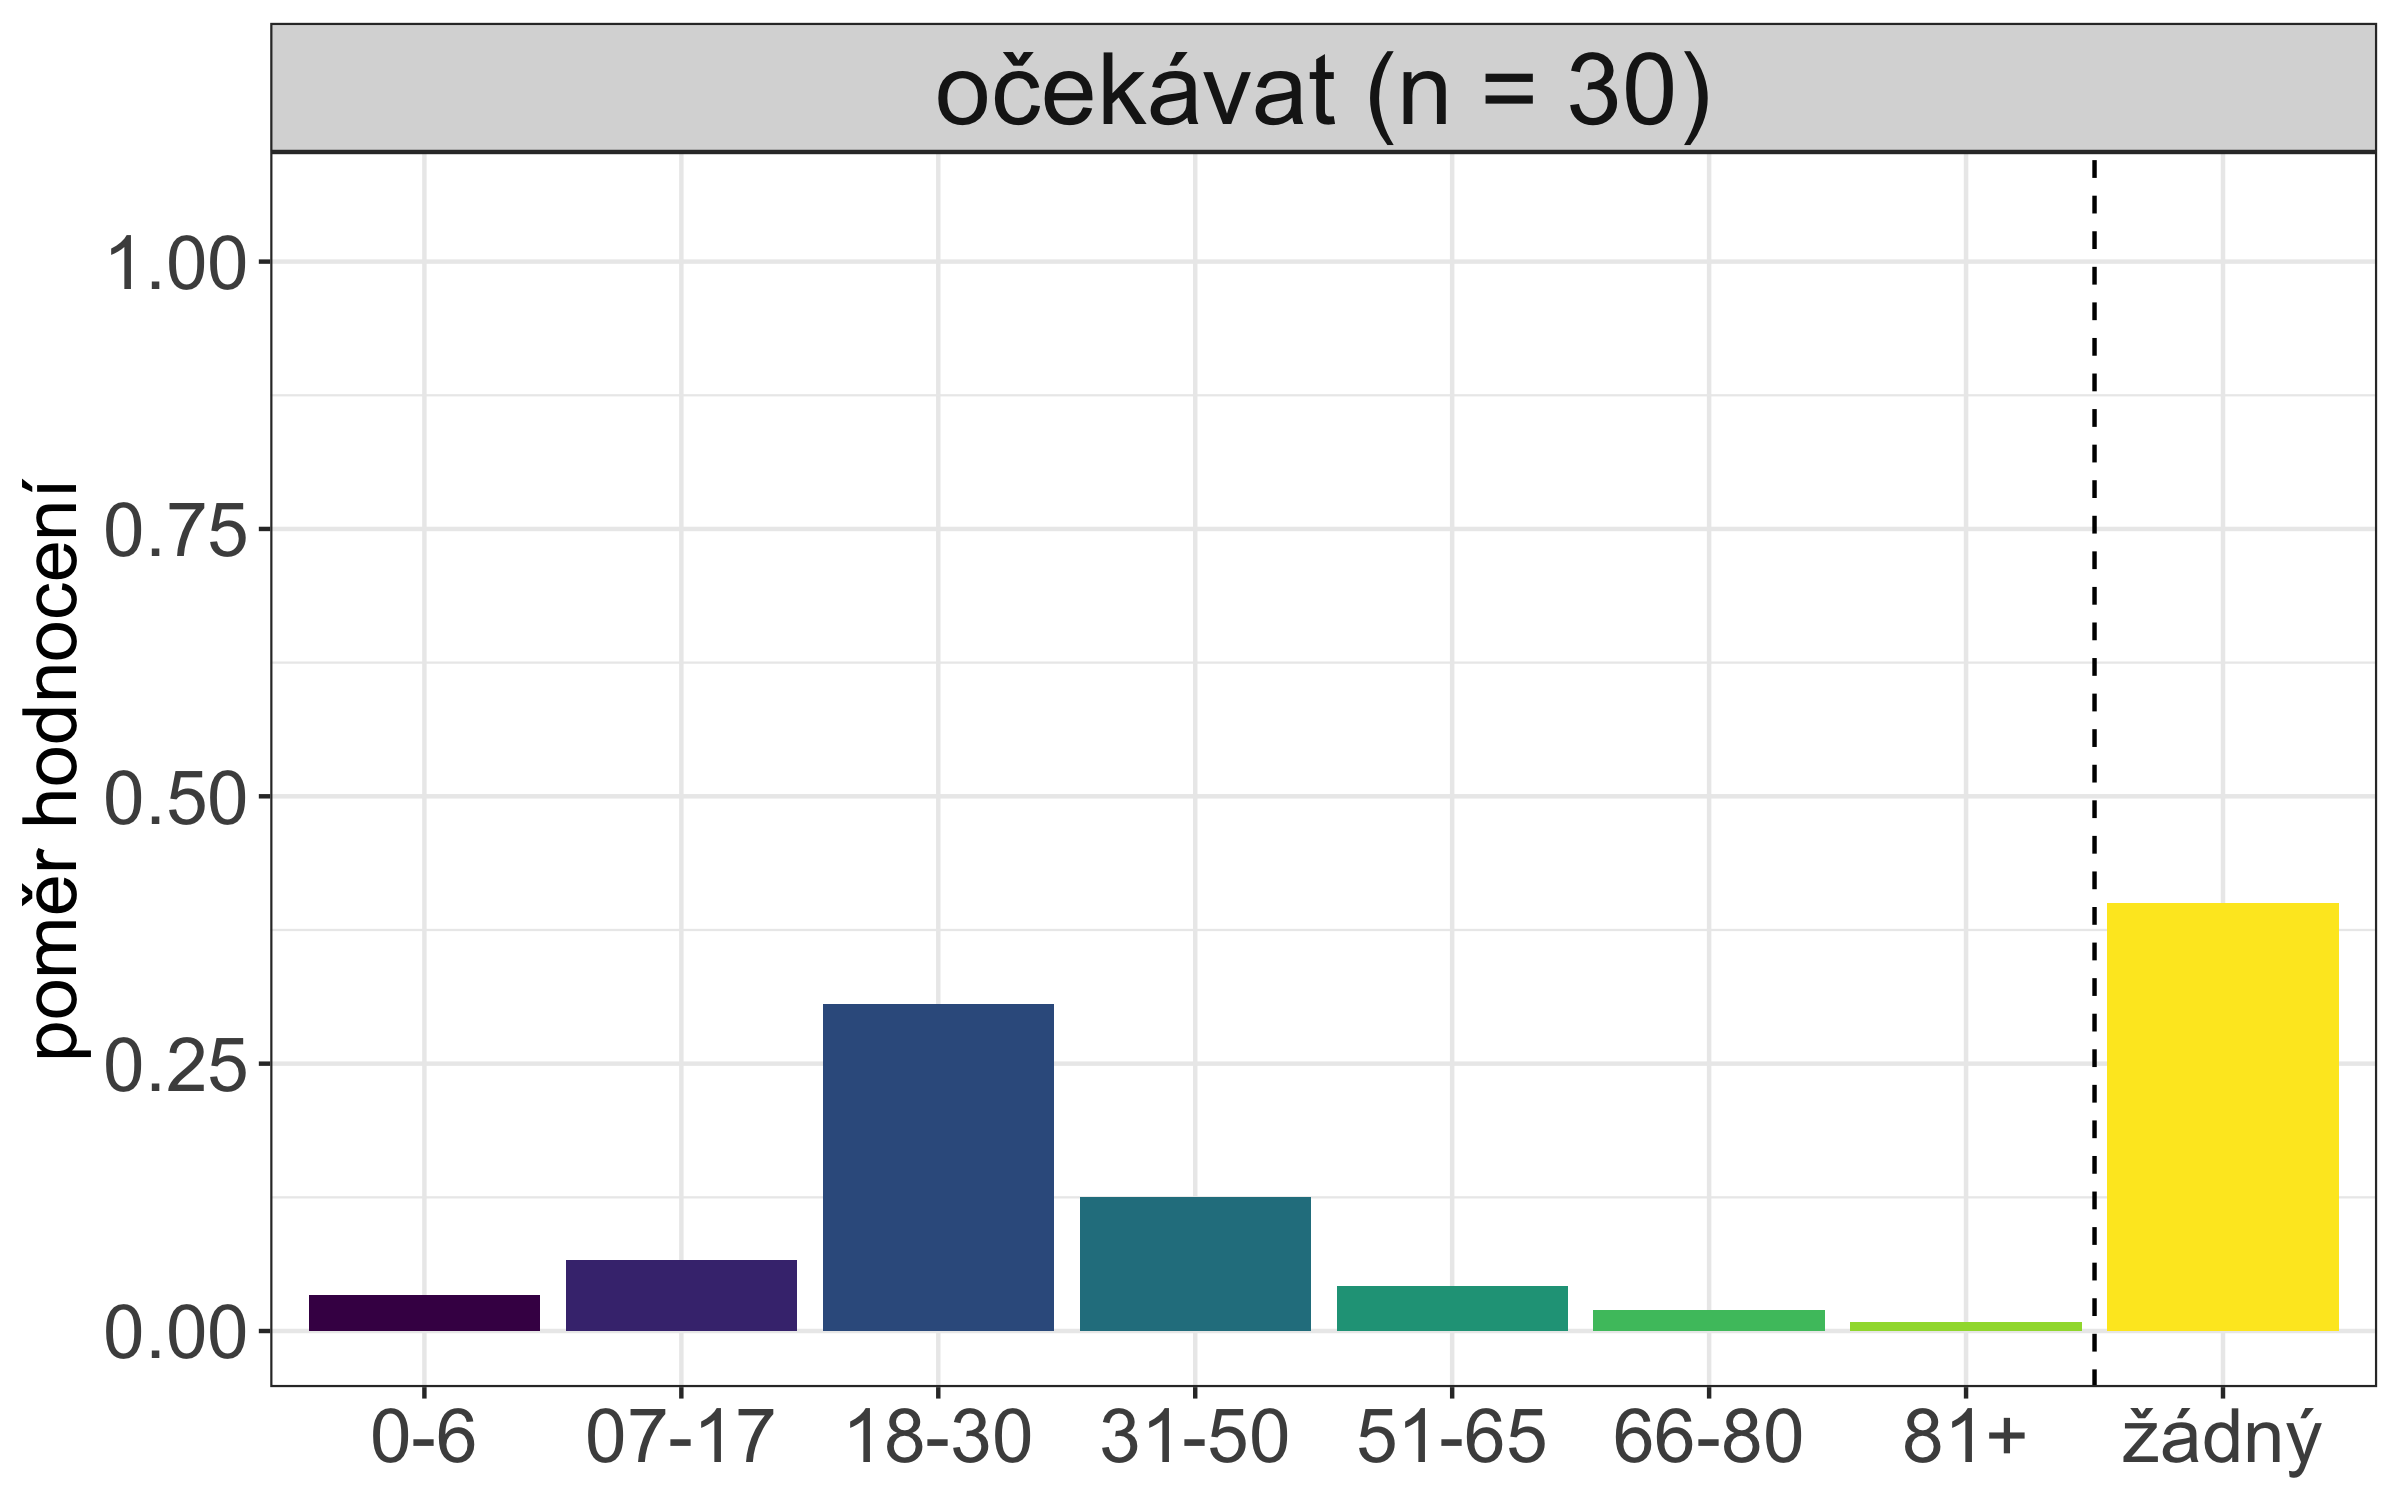 očekávat (n = 30)
poměr hodnocení
1.00
0.75
0.50
0.25
0.00
0-6 07-17 18-30 31-50 51-65 66-80 81+ žádný